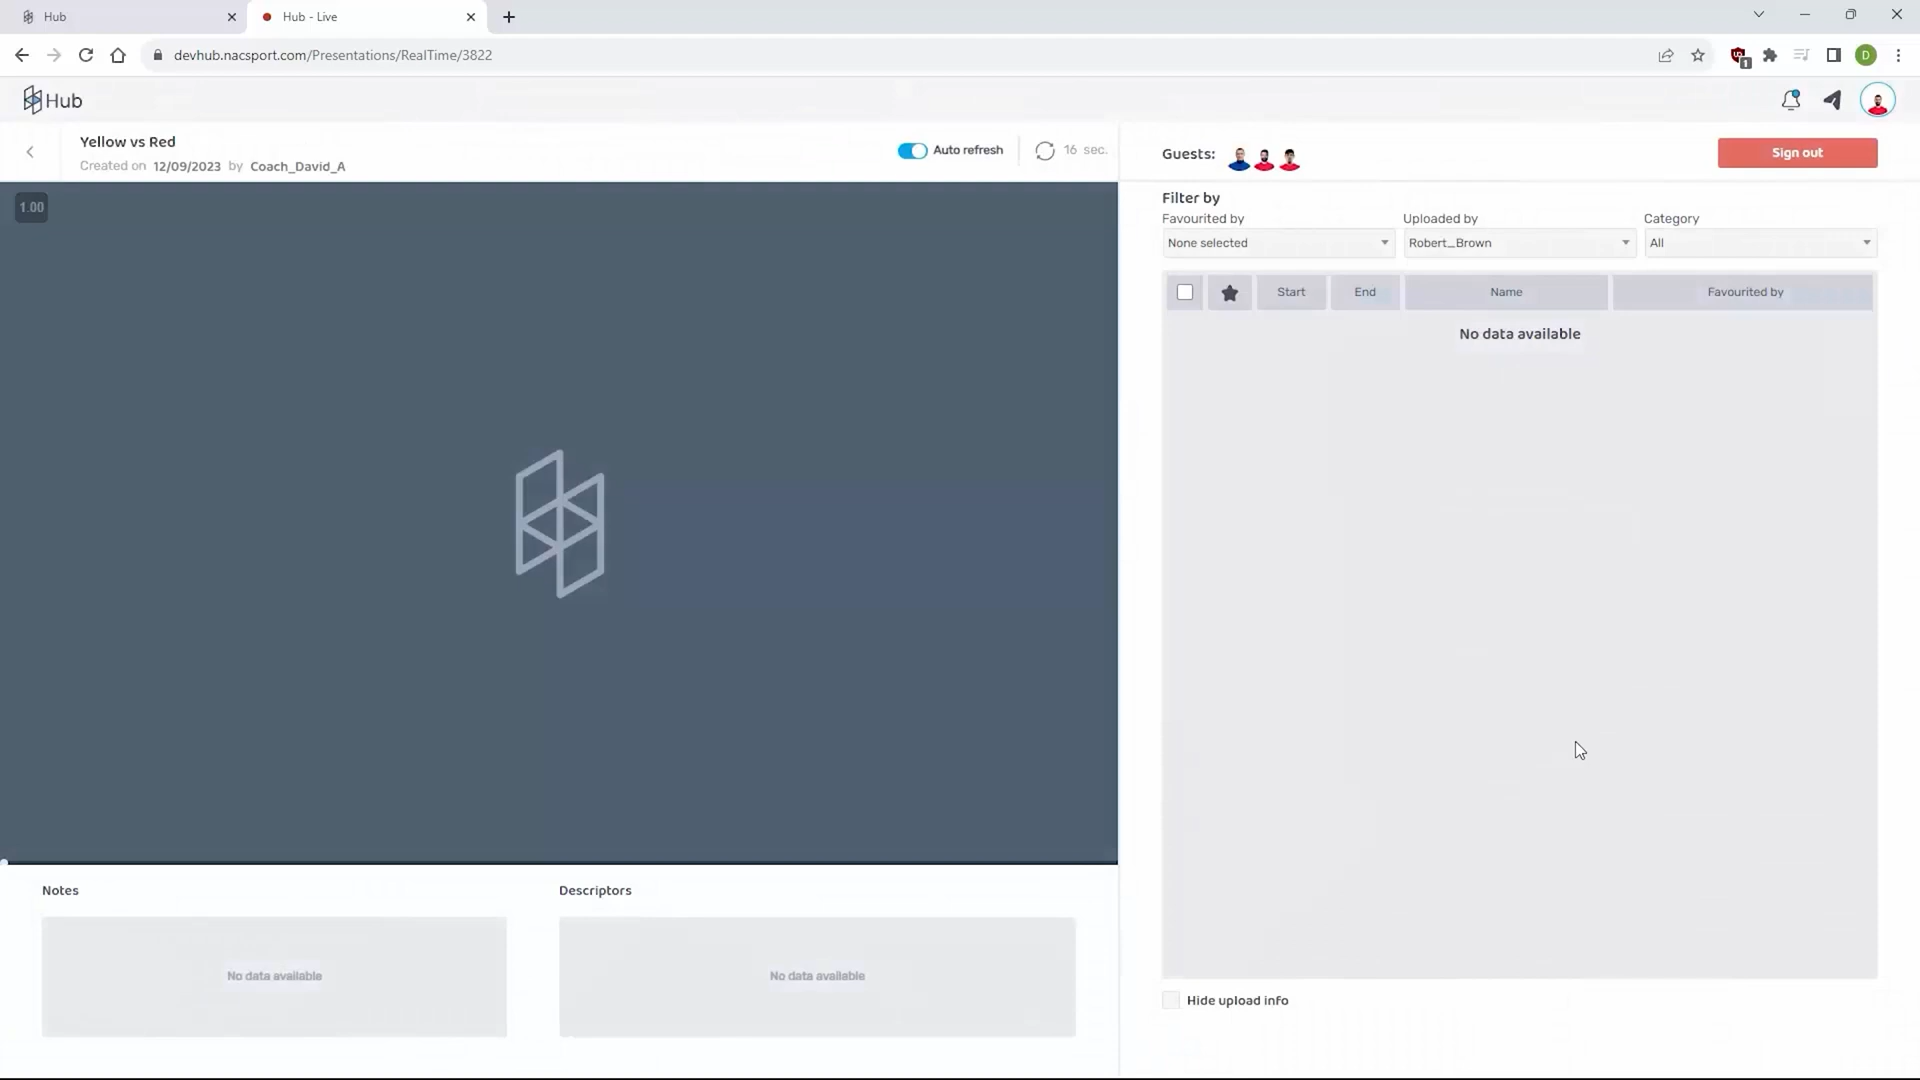 Hub
Hub - Live
devhub.nacsport.com/Presentations/RealTime/3822
1
D
Hub
Yellow vs Red
Created on 12/09/2023 by Coach_David_A
Auto refresh
16 sec.
Guests:
Sign out
1.00
Filter by
Favourited by
Uploaded by
Category
None selected
Robert_Brown
All
Start
End
Name
Favourited by
No data available
Notes
Descriptors
No data available
No data available
Hide upload info